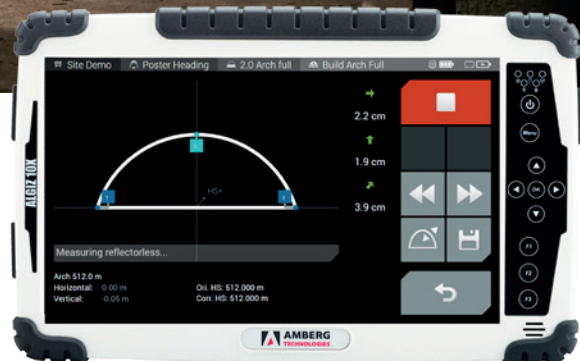 Site Demo
Poster Heading
2.0 Arch full
Build Arch Full
2.2 cm
1.9 cm
3.9 cm
HS+
Measuring reflectorless...
Arch 512.0 m
Horizontal: 0.00 m Ori. HS: 512.000 m
Vertical: -0.05 m Corr. HS: 512.000 m
ALGIZ 10X
Menu
OK
F1
F2
F3
AMBERG
TECHNOLOGIES